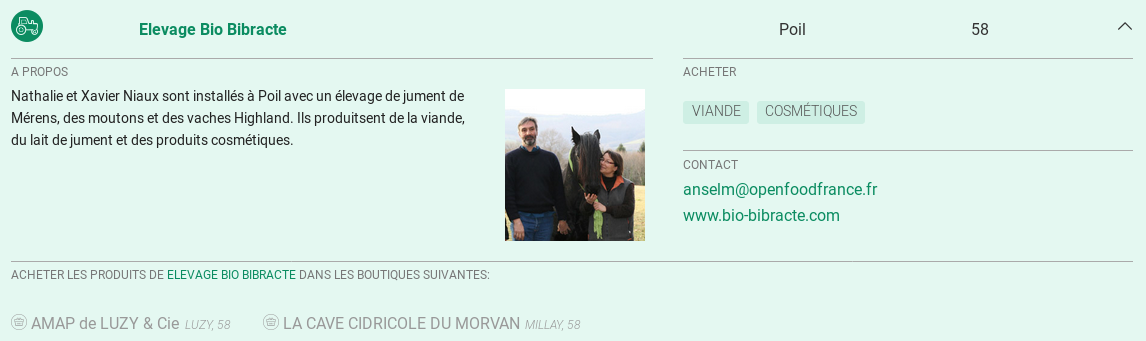 Elevage Bio Bibracte Poil 58
A PROPOS
Nathalie et Xavier Niaux sont installés à Poil avec un élevage de jument de
Mérens, des moutons et des vaches Highland. Ils produitsent de la viande,
du lait de jument et des produits cosmétiques.
ACHETER
VIANDE COSMÉTIQUES
CONTACT
anselm@openfoodfrance.fr
www.bio-bibracte.com
ACHETER LES PRODUITS DE ELEVAGE BIO BIBRACTE DANS LES BOUTIQUES SUIVANTES:
AMAP de LUZY & Cie LUZY, 58 LA CAVE CIDRICOLE DU MORVAN MILLAY, 58